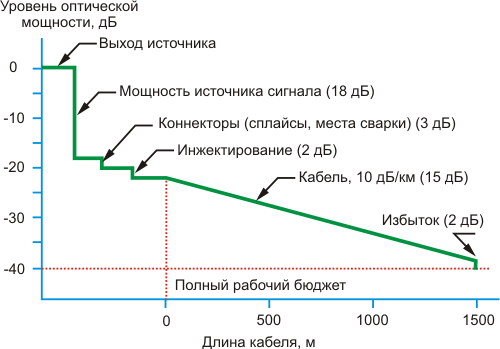 Уровень оптической
мощности, дБ
Выход источника
0
Мощность источника сигнала (18 дБ)
-10
Коннекторы (сплайсы, места сварки) (3 дБ)
Инжектирование (2 дБ)
-20
Кабель, 10 дБ/км (15 дБ)
-30
Избыток (2 дБ)
-40
Полный рабочий бюджет
0 500 1000 1500
Длина кабеля, м